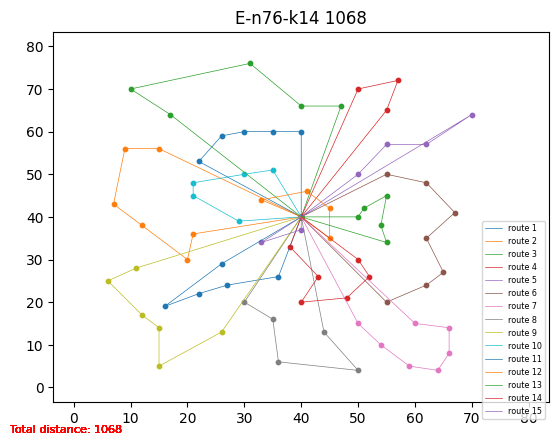 E-n76-k14 1068
80
70
60
50
40
30
20
10
0
route 1
route 2
route 3
route 4
route 5
route 6
route 7
route 8
route 9
route 10
route 11
route 12
route 13
route 14
route 15
0 10 20 30 40 50 60 70 80
Total distance: 1068